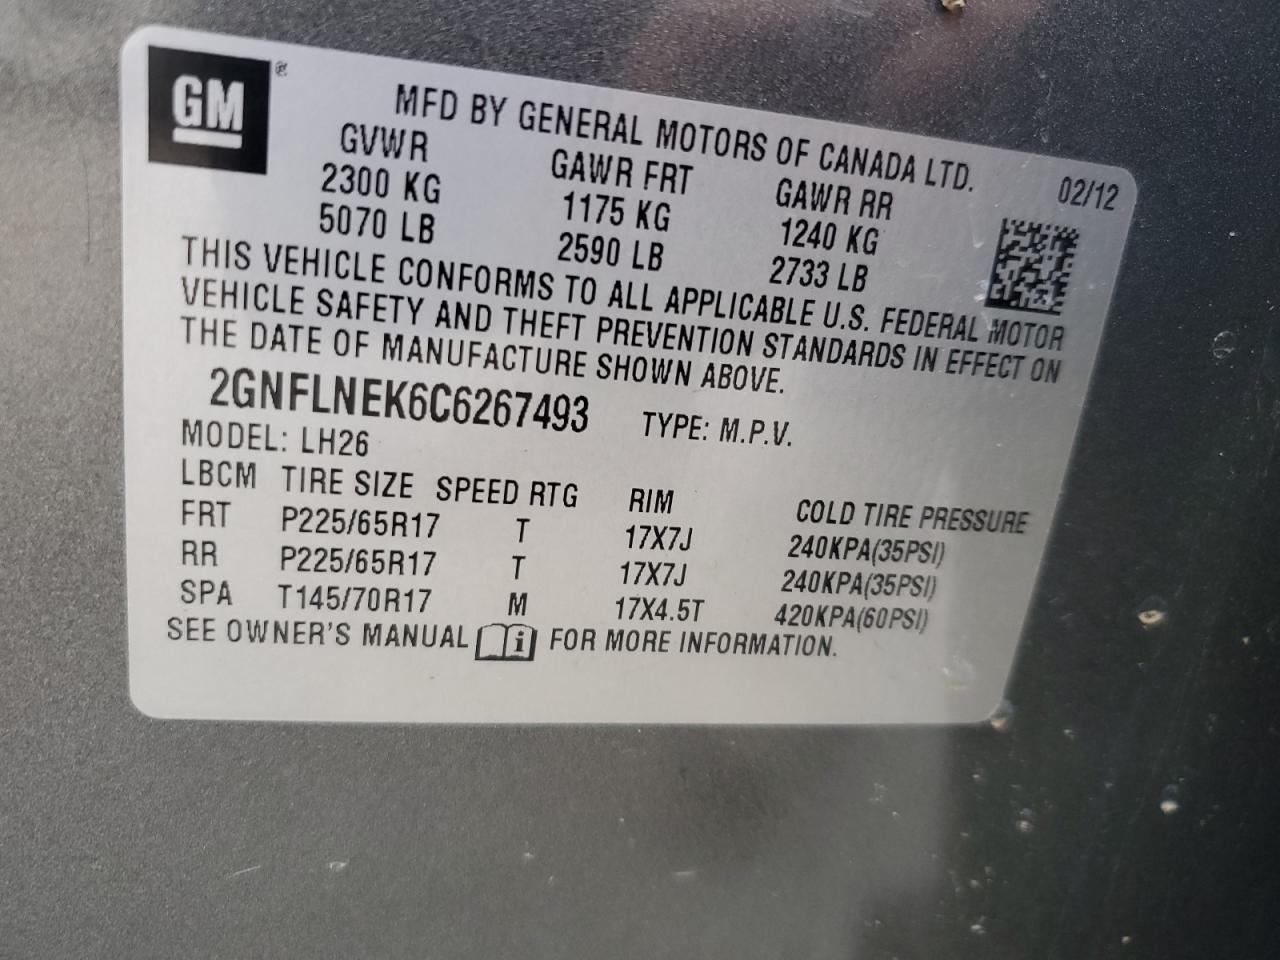 GM ®
MFD BY GENERAL MOTORS OF CANADA LTD.
02/12
GVWR GAWR FRT GAWR RR
2300 KG 1175 KG 1240 KG
5070 LB 2590 LB 2733 LB
THIS VEHICLE CONFORMS TO ALL APPLICABLE U.S. FEDERAL MOTOR
VEHICLE SAFETY AND THEFT PREVENTION STANDARDS IN EFFECT ON
THE DATE OF MANUFACTURE SHOWN ABOVE.
2GNFLNEK6C6267493 TYPE: M.P.V.
MODEL: LH26
LBCM TIRE SIZE SPEED RTG RIM COLD TIRE PRESSURE
FRT P225/65R17 T 17X7J 240KPA(35PSI)
RR P225/65R17 T 17X7J 240KPA(35PSI)
SPA T145/70R17 M 17X4.5T 420KPA(60PSI)
SEE OWNER'S MANUAL i FOR MORE INFORMATION.